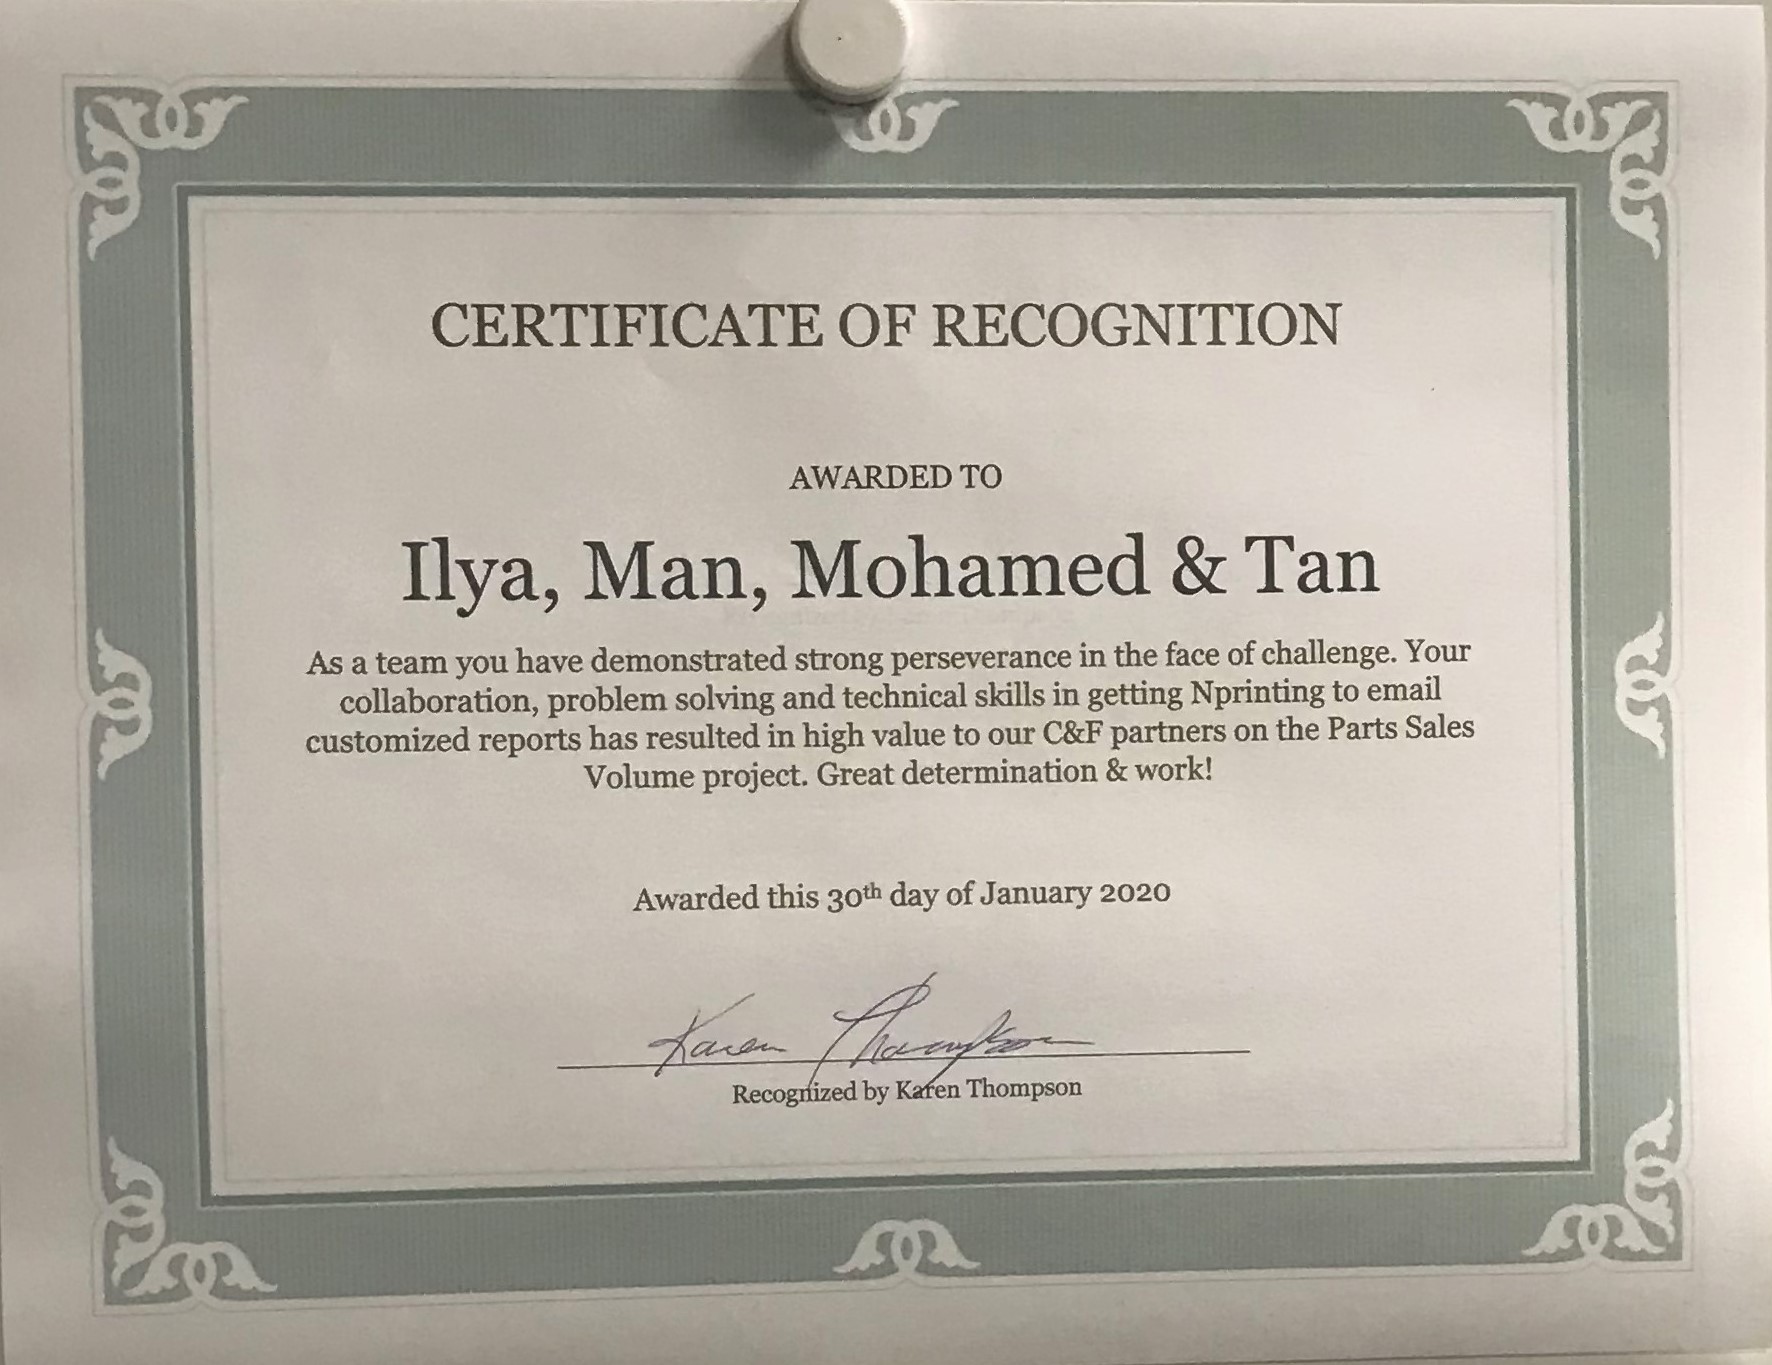 CERTIFICATE OF RECOGNITION
AWARDED TO
Ilya, Man, Mohamed & Tan
As a team you have demonstrated strong perseverance in the face of challenge. Your
collaboration, problem solving and technical skills in getting Nprinting to email
customized reports has resulted in high value to our C&F partners on the Parts Sales
Volume project. Great determination & work!
Awarded this 30th day of January 2020
Karen Thompson
Recognized by Karen Thompson